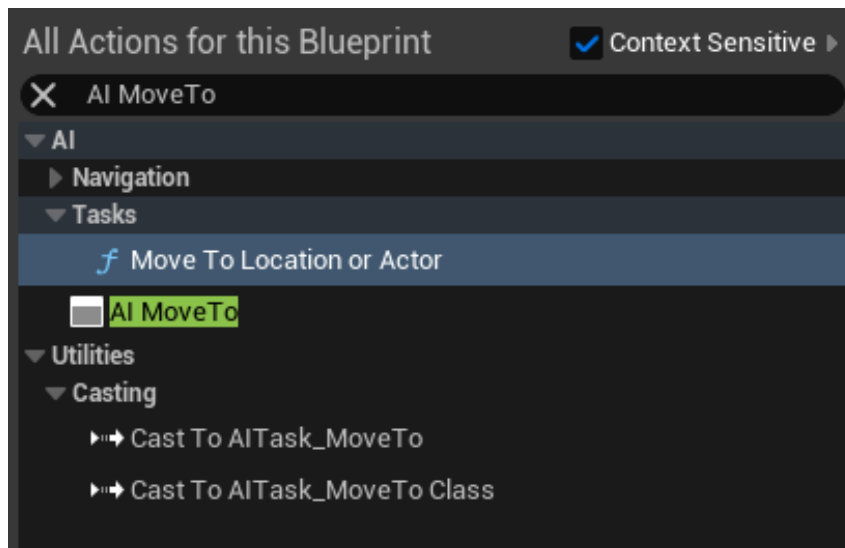 All Actions for this Blueprint Context Sensitive
AI MoveTo
AI
Navigation
Tasks
f Move To Location or Actor
AI MoveTo
Utilities
Casting
Cast To AITask_MoveTo
Cast To AITask_MoveTo Class